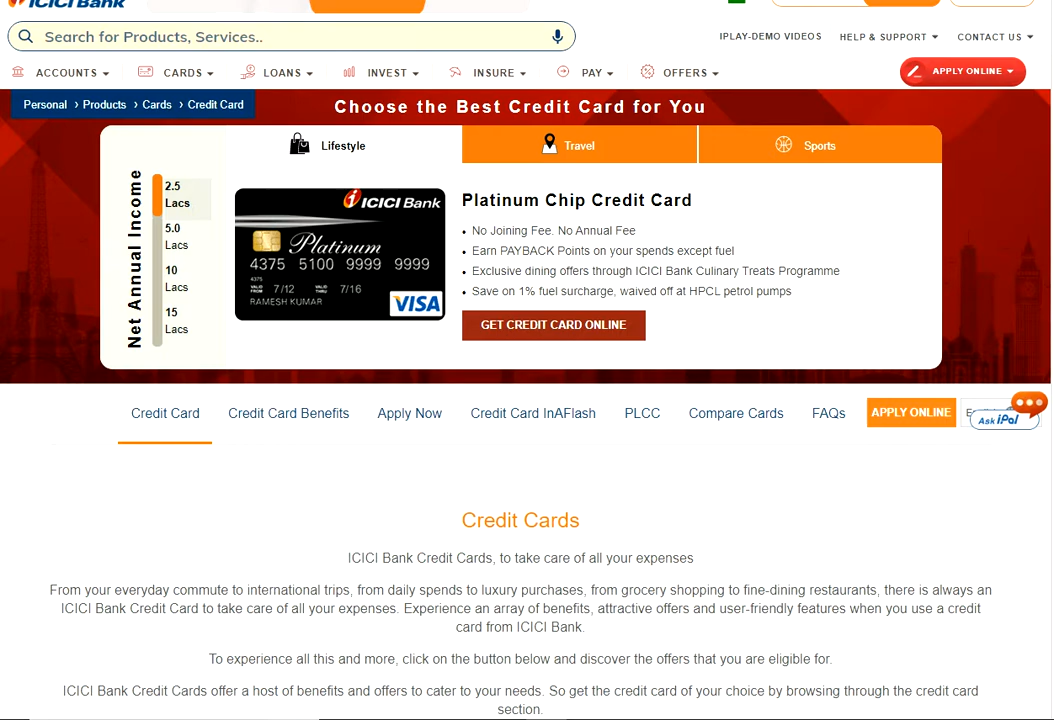 ICICI Bank
Search for Products, Services..
IPLAY-DEMO VIDEOS HELP & SUPPORT CONTACT US
ACCOUNTS CARDS LOANS INVEST INSURE PAY OFFERS APPLY ONLINE
Personal › Products › Cards › Credit Card
Choose the Best Credit Card for You
Lifestyle Travel Sports
Net Annual Income
2.5
Lacs
5.0
Lacs
10
Lacs
15
Lacs
ICICI Bank
Platinum
4375 5100 9999 9999
4375
VALID FROM 7/12 VALID THRU 7/16
RAMESH KUMAR
VISA
Platinum Chip Credit Card
• No Joining Fee. No Annual Fee
• Earn PAYBACK Points on your spends except fuel
• Exclusive dining offers through ICICI Bank Culinary Treats Programme
• Save on 1% fuel surcharge, waived off at HPCL petrol pumps
GET CREDIT CARD ONLINE
Credit Card Credit Card Benefits Apply Now Credit Card InAFlash PLCC Compare Cards FAQs APPLY ONLINE
Ask iPal
Credit Cards
ICICI Bank Credit Cards, to take care of all your expenses
From your everyday commute to international trips, from daily spends to luxury purchases, from grocery shopping to fine-dining restaurants, there is always an
ICICI Bank Credit Card to take care of all your expenses. Experience an array of benefits, attractive offers and user-friendly features when you use a credit
card from ICICI Bank.
To experience all this and more, click on the button below and discover the offers that you are eligible for.
ICICI Bank Credit Cards offer a host of benefits and offers to cater to your needs. So get the credit card of your choice by browsing through the credit card
section.